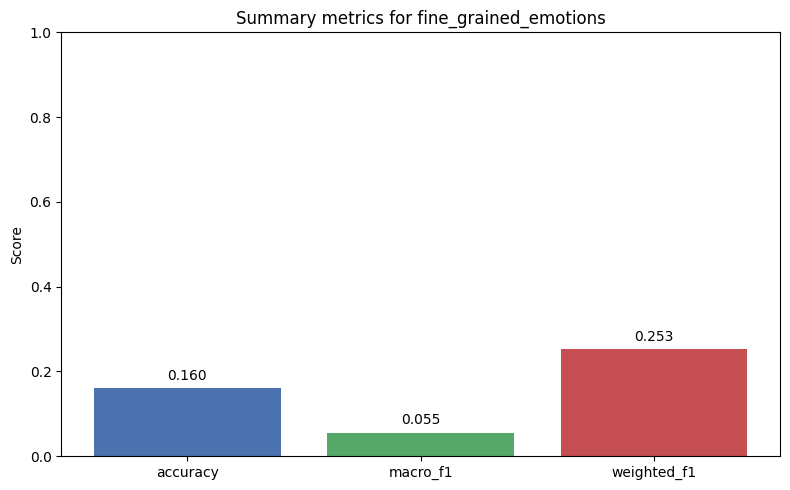 Summary metrics for fine_grained_emotions
1.0
0.8
0.6
0.4
0.2
0.0
Score
0.160
0.055
0.253
accuracy
macro_f1
weighted_f1